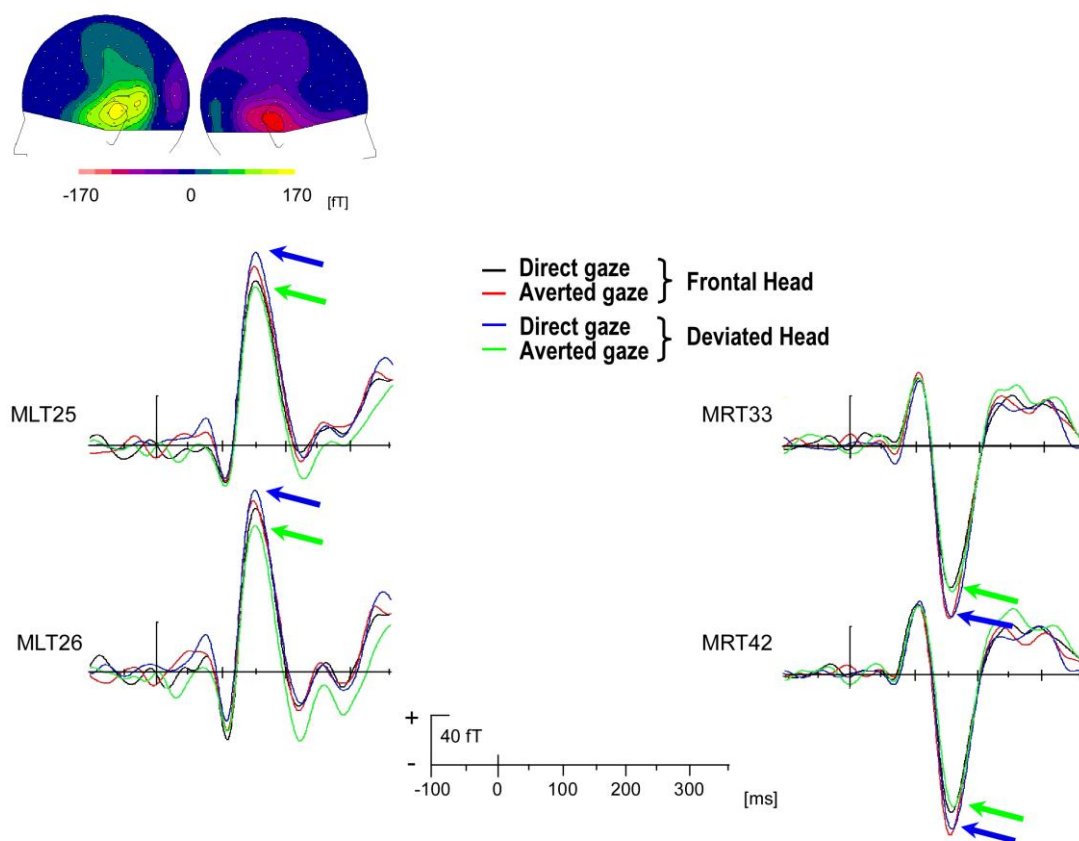 -170 0 170 [fT]
Direct gaze
Averted gaze
Frontal Head
Direct gaze
Averted gaze
Deviated Head
MLT25
MRT33
MLT26
MRT42
+
40 fT
-
-100 0 100 200 300 [ms]